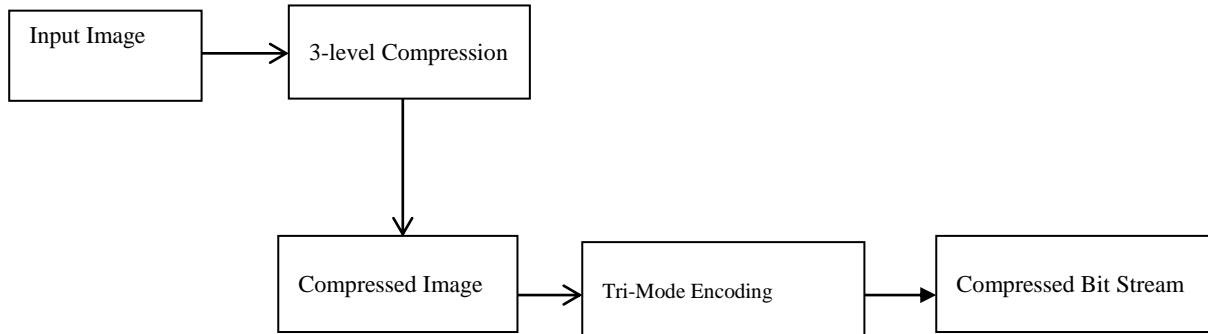 Input Image
3-level Compression
Compressed Image
Tri-Mode Encoding
Compressed Bit Stream